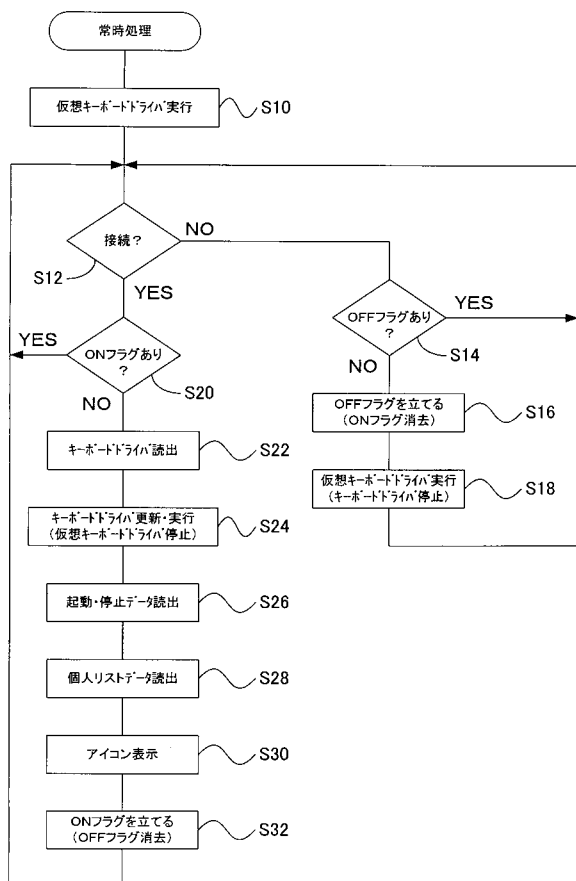 常時処理
仮想キーボードドライバ実行
S10
接続?
NO
S12
YES
YES
ONフラグあり
?
S20
NO
OFFフラグあり
?
YES
S14
NO
OFFフラグを立てる
(ONフラグ消去)
S16
仮想キーボードドライバ実行
(キーボードドライバ停止)
S18
キーボードドライバ読出
S22
キーボードドライバ更新・実行
(仮想キーボードドライバ停止)
S24
起動・停止データ読出
S26
個人リストデータ読出
S28
アイコン表示
S30
ONフラグを立てる
(OFFフラグ消去)
S32